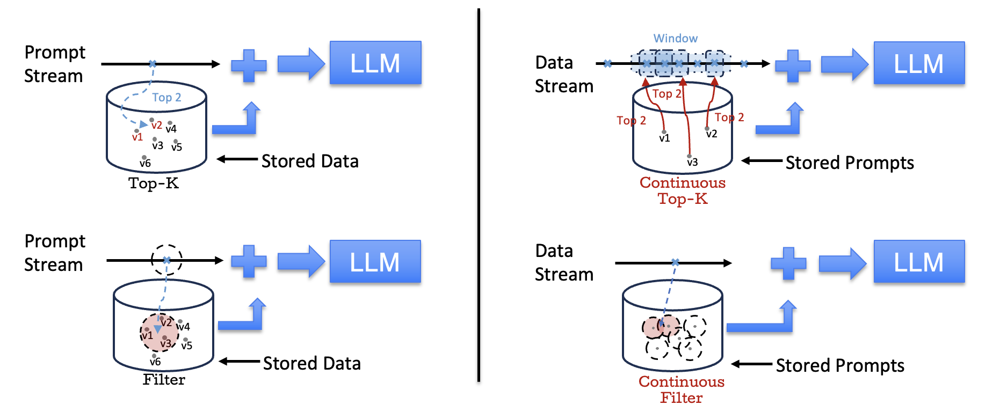 Prompt
Stream
LLM
Top 2
v2
v4
v1
v3
v5
v6
Stored Data
Top-K
Window
Data
Stream
LLM
Top 2
Top 2
Top 2
v1
v2
v3
Stored Prompts
Continuous
Top-K
Prompt
Stream
LLM
v2
v4
v1
v3
v5
v6
Stored Data
Filter
Data
Stream
LLM
Stored Prompts
Continuous
Filter